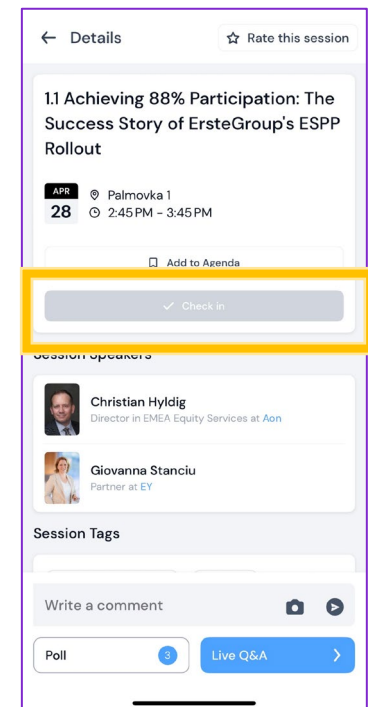 ← Details
Rate this session
1.1 Achieving 88% Participation: The
Success Story of ErsteGroup's ESPP
Rollout
APR
28
Palmovka 1
2:45 PM – 3:45 PM
Add to Agenda
Check in
Session Speakers
Christian Hyldig
Director in EMEA Equity Services at Aon
Giovanna Stanciu
Partner at EY
Session Tags
Write a comment
Poll 3
Live Q&A